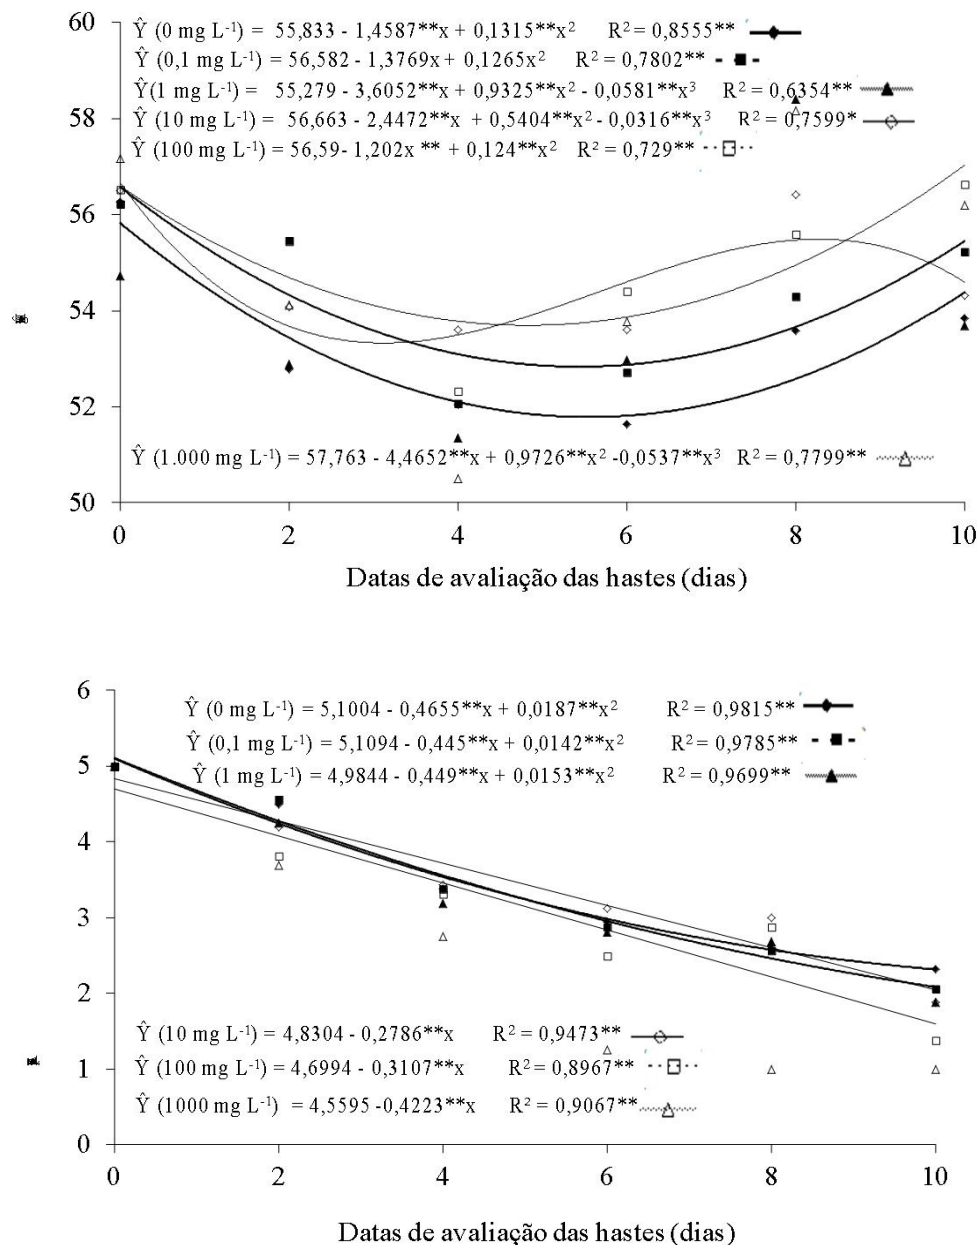 60
Ŷ (0 mg L⁻¹) = 55,833 - 1,4587**x + 0,1315**x² R² = 0,8555**
Ŷ (0,1 mg L⁻¹) = 56,582 - 1,3769x + 0,1265x² R² = 0,7802**
Ŷ(1 mg L⁻¹) = 55,279 - 3,6052**x + 0,9325**x² - 0,0581**x³ R² = 0,6354**
58
Ŷ (10 mg L⁻¹) = 56,663 - 2,4472**x + 0,5404**x² - 0,0316**x³ R² = 0,7599*
Ŷ (100 mg L⁻¹) = 56,59 - 1,202x ** + 0,124**x² R² = 0,729**
56
54
52
Ŷ (1.000 mg L⁻¹) = 57,763 - 4,4652**x + 0,9726**x² -0,0537**x³ R² = 0,7799**
50
0 2 4 6 8 10
Datas de avaliação das hastes (dias)
6
Ŷ (0 mg L⁻¹) = 5,1004 - 0,4655**x + 0,0187**x² R² = 0,9815**
Ŷ (0,1 mg L⁻¹) = 5,1094 - 0,445**x + 0,0142**x² R² = 0,9785**
5
Ŷ (1 mg L⁻¹) = 4,9844 - 0,449**x + 0,0153**x² R² = 0,9699**
4
3
2
Ŷ (10 mg L⁻¹) = 4,8304 - 0,2786**x R² = 0,9473**
1
Ŷ (100 mg L⁻¹) = 4,6994 - 0,3107**x R² = 0,8967**
Ŷ (1000 mg L⁻¹) = 4,5595 -0,4223**x R² = 0,9067**
0
0 2 4 6 8 10
Datas de avaliação das hastes (dias)